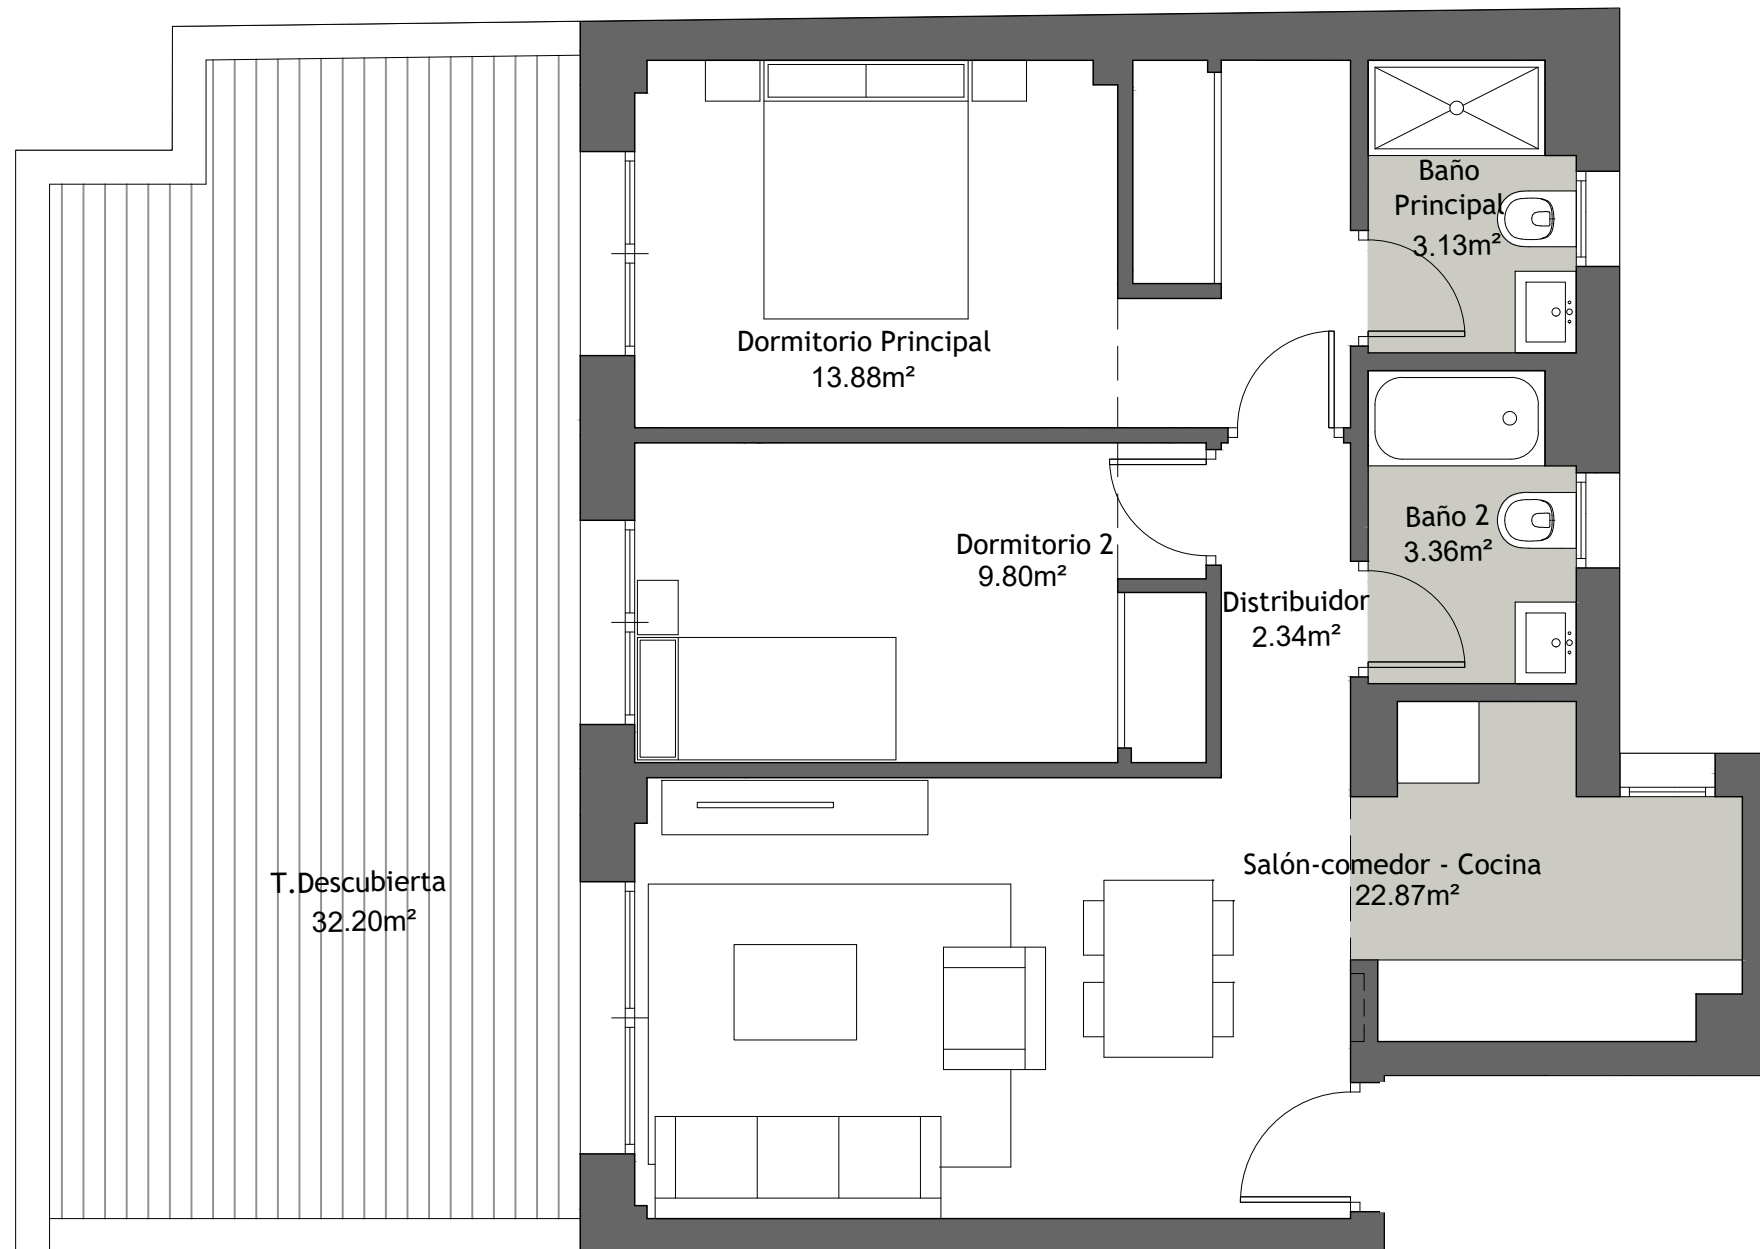 Baño
Principal
3.13m²
Dormitorio Principal
13.88m²
Baño 2
3.36m²
Dormitorio 2
9.80m²
Distribuidor
2.34m²
Salón-comedor - Cocina
22.87m²
T.Descubierta
32.20m²